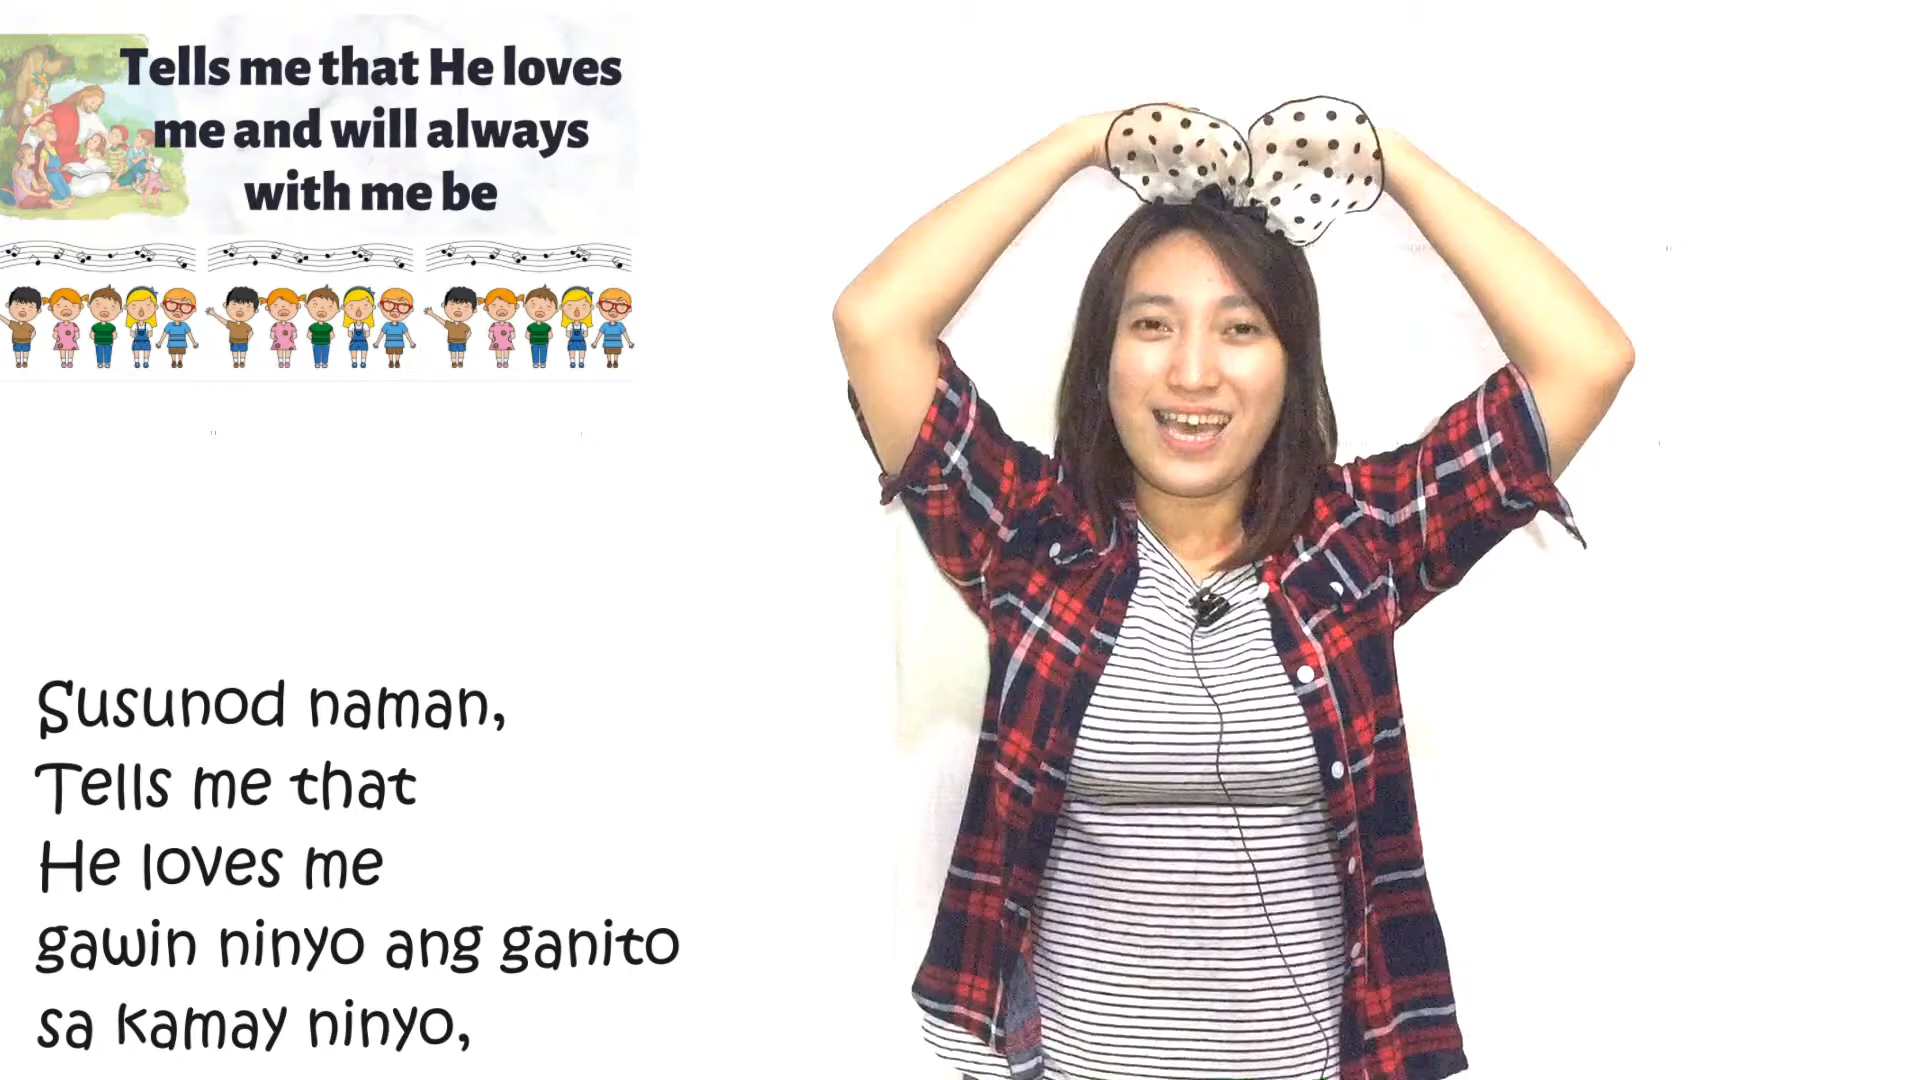 Tells me that He loves
me and will always
with me be
Susunod naman,
Tells me that
He loves me
gawin ninyo ang ganito
sa kamay ninyo,